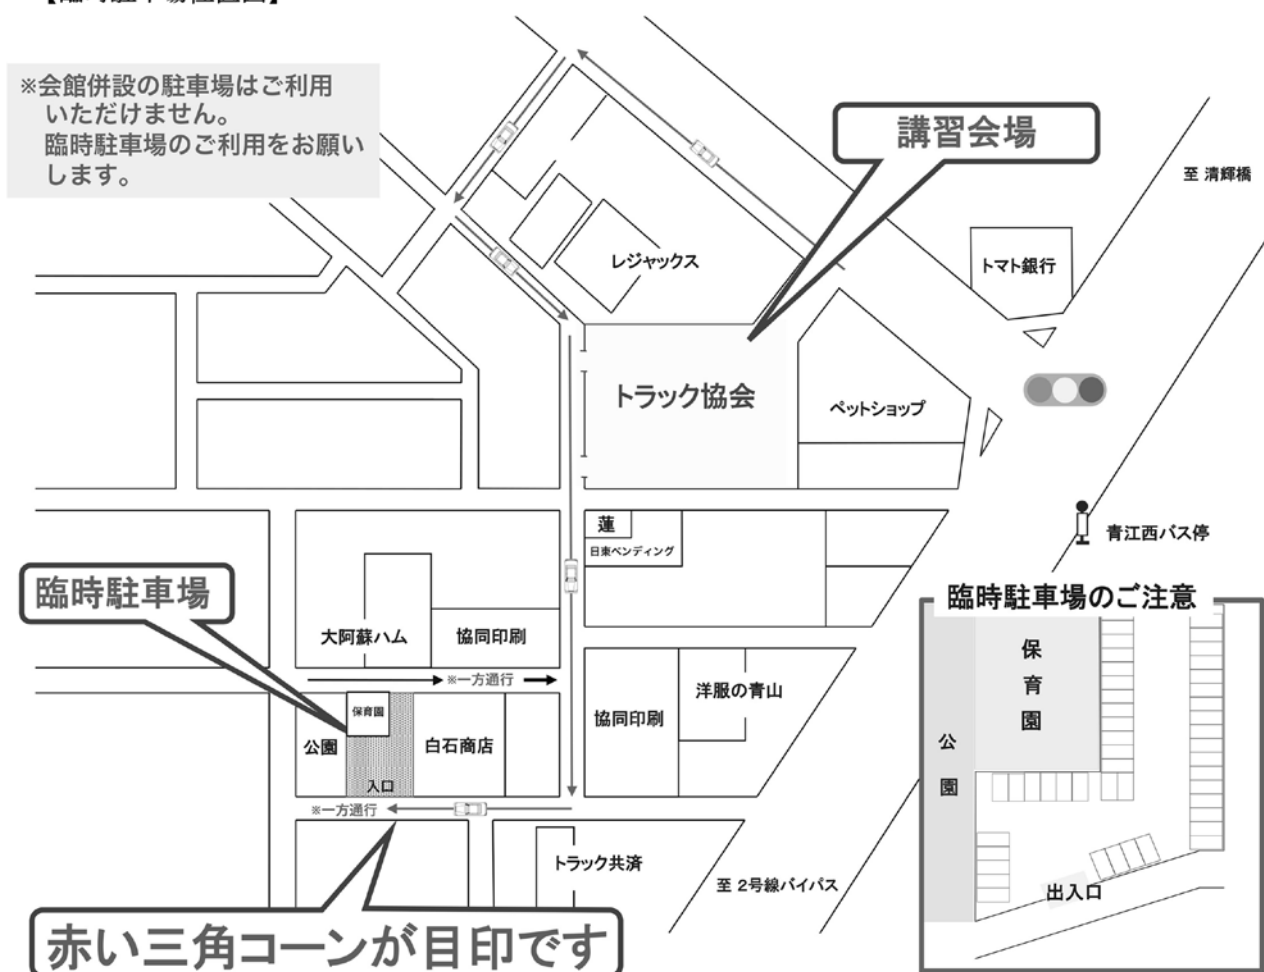 【臨時駐車場位置図】
※会館併設の駐車場はご利用
いただけません。
臨時駐車場のご利用をお願い
します。
講習会場
至 清輝橋
トマト銀行
レジャックス
トラック協会
ペットショップ
蓮
日東ベンディング
青江西バス停
臨時駐車場
大阿蘇ハム
協同印刷
※一方通行
保育園
公園
白石商店
入口
協同印刷
洋服の青山
※一方通行
トラック共済
至 2号線バイパス
赤い三角コーンが目印です
臨時駐車場のご注意
保育園
公園
出入口